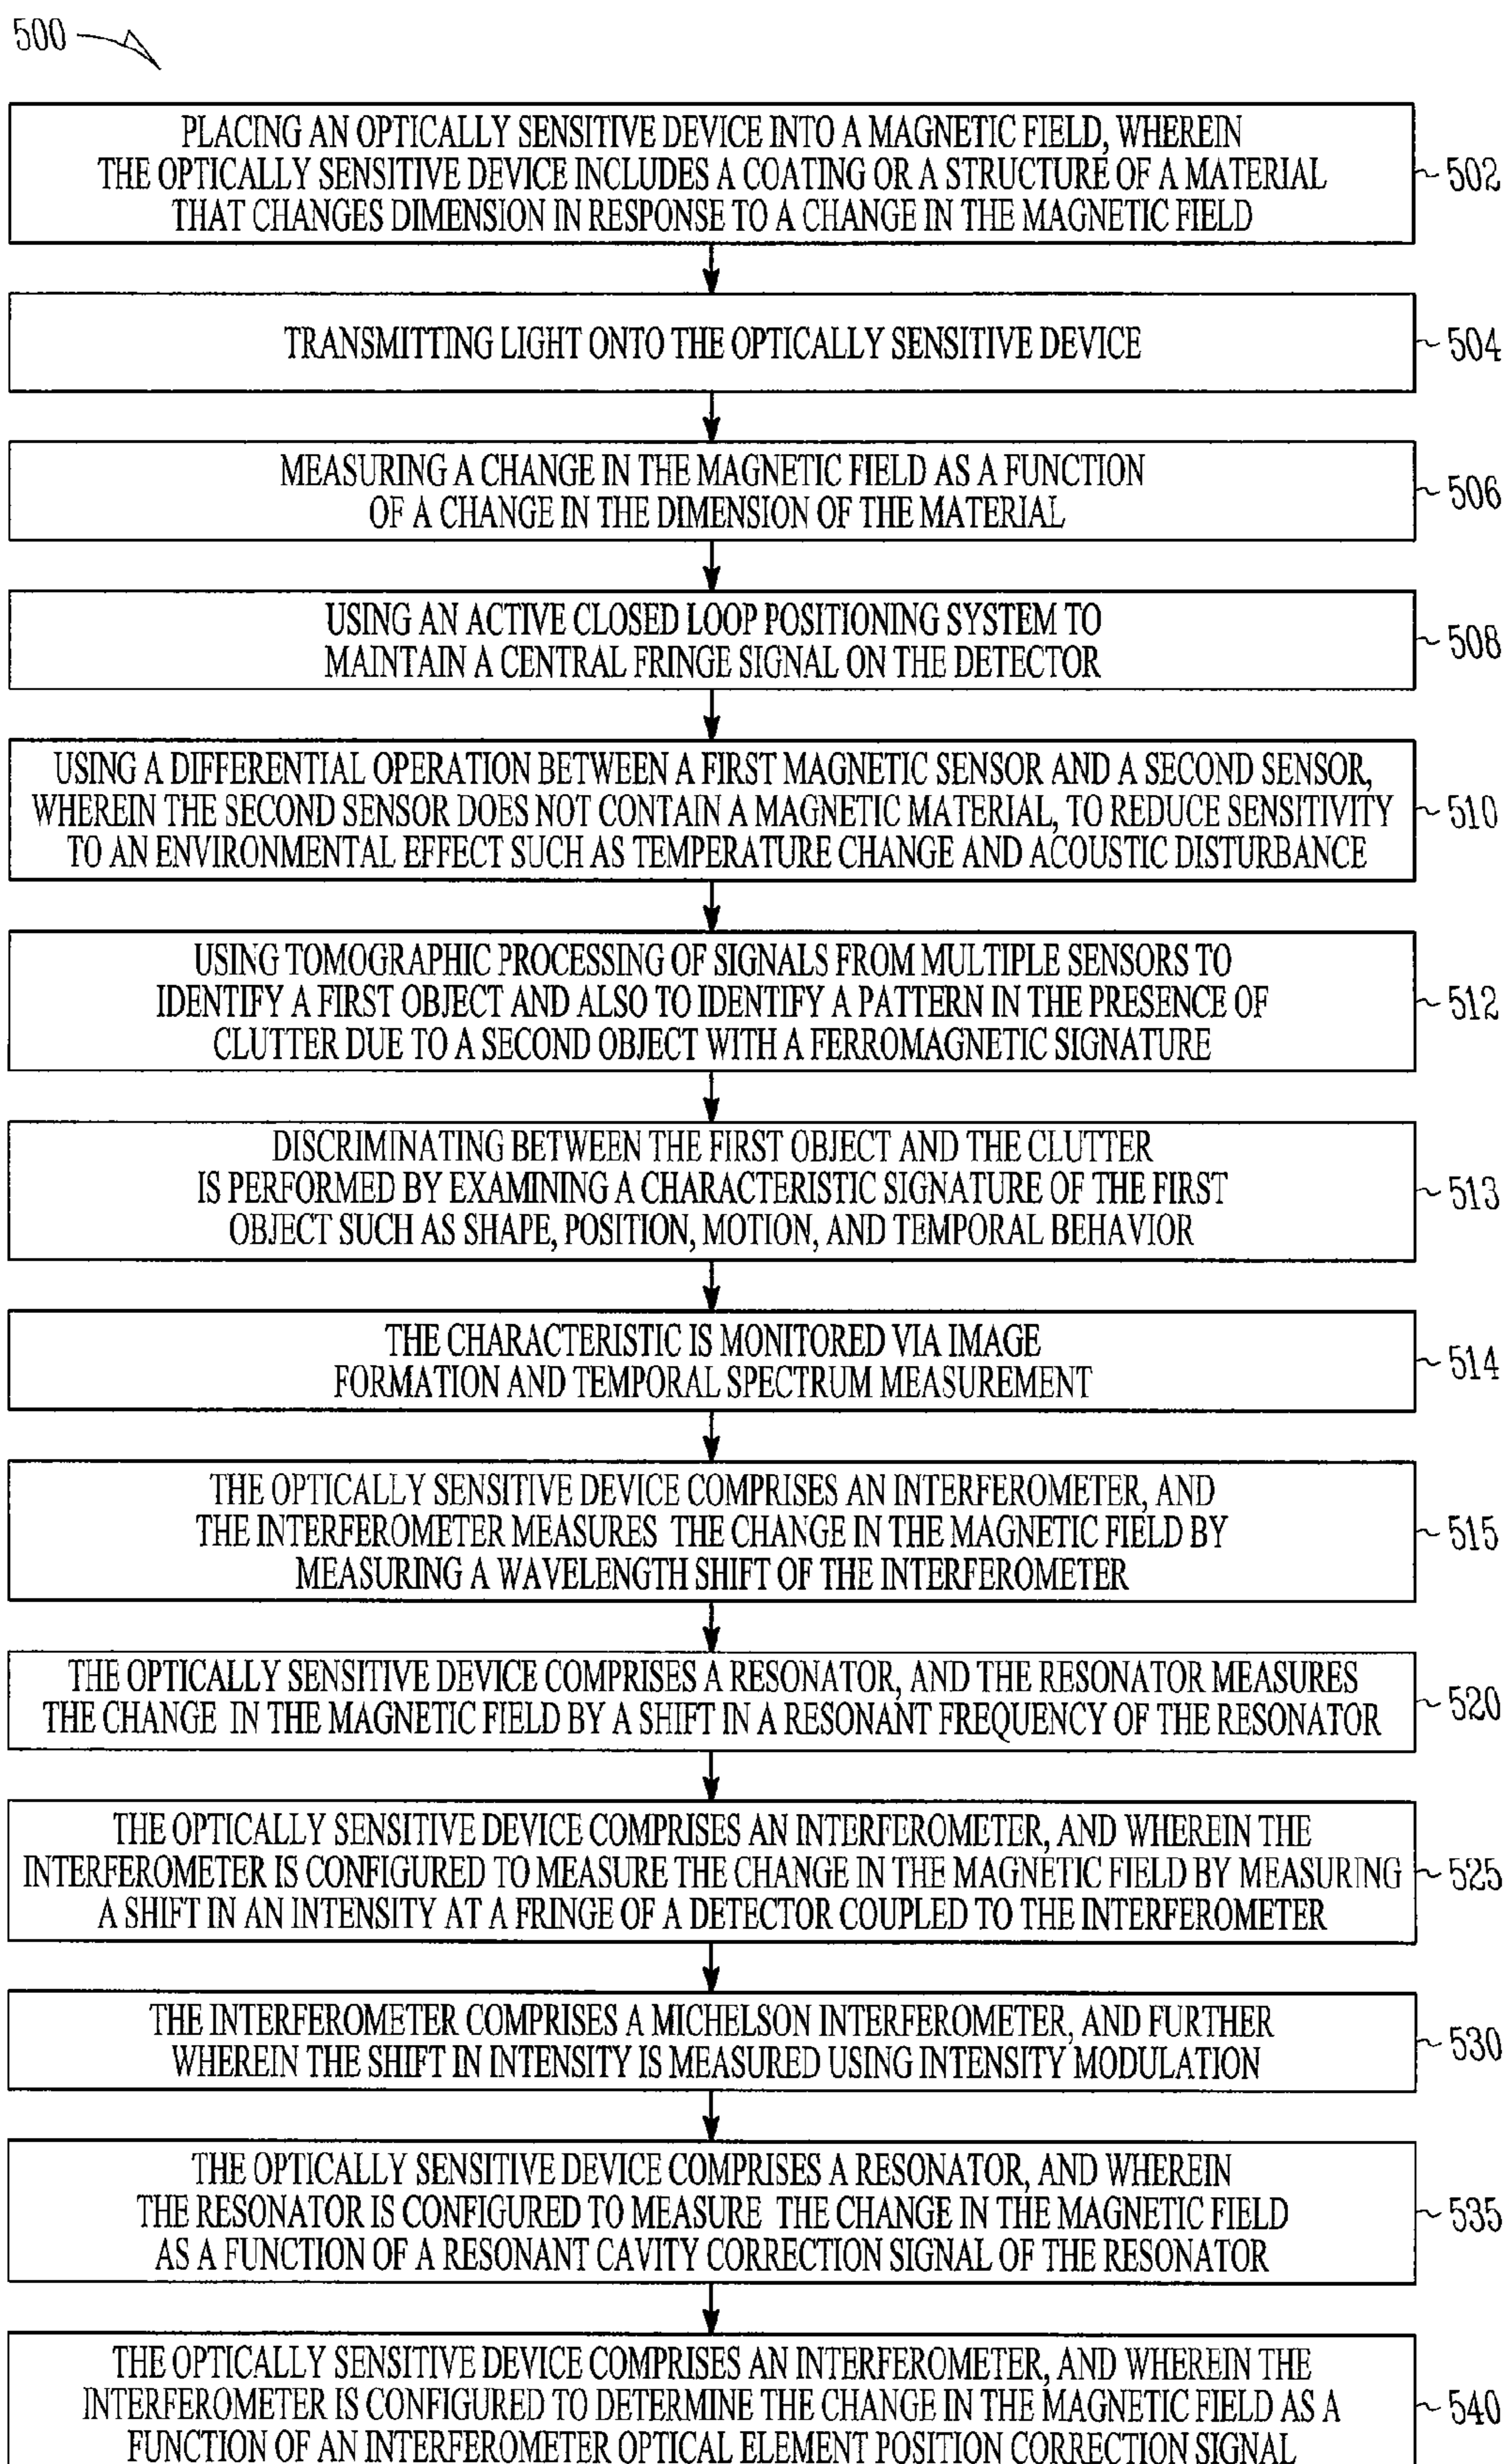 500
PLACING AN OPTICALLY SENSITIVE DEVICE INTO A MAGNETIC FIELD, WHEREIN
THE OPTICALLY SENSITIVE DEVICE INCLUDES A COATING OR A STRUCTURE OF A MATERIAL
THAT CHANGES DIMENSION IN RESPONSE TO A CHANGE IN THE MAGNETIC FIELD
502
TRANSMITTING LIGHT ONTO THE OPTICALLY SENSITIVE DEVICE
504
MEASURING A CHANGE IN THE MAGNETIC FIELD AS A FUNCTION
OF A CHANGE IN THE DIMENSION OF THE MATERIAL
506
USING AN ACTIVE CLOSED LOOP POSITIONING SYSTEM TO
MAINTAIN A CENTRAL FRINGE SIGNAL ON THE DETECTOR
508
USING A DIFFERENTIAL OPERATION BETWEEN A FIRST MAGNETIC SENSOR AND A SECOND SENSOR,
WHEREIN THE SECOND SENSOR DOES NOT CONTAIN A MAGNETIC MATERIAL, TO REDUCE SENSITIVITY
TO AN ENVIRONMENTAL EFFECT SUCH AS TEMPERATURE CHANGE AND ACOUSTIC DISTURBANCE
510
USING TOMOGRAPHIC PROCESSING OF SIGNALS FROM MULTIPLE SENSORS TO
IDENTIFY A FIRST OBJECT AND ALSO TO IDENTIFY A PATTERN IN THE PRESENCE OF
CLUTTER DUE TO A SECOND OBJECT WITH A FERROMAGNETIC SIGNATURE
512
DISCRIMINATING BETWEEN THE FIRST OBJECT AND THE CLUTTER
IS PERFORMED BY EXAMINING A CHARACTERISTIC SIGNATURE OF THE FIRST
OBJECT SUCH AS SHAPE, POSITION, MOTION, AND TEMPORAL BEHAVIOR
513
THE CHARACTERISTIC IS MONITORED VIA IMAGE
FORMATION AND TEMPORAL SPECTRUM MEASUREMENT
514
THE OPTICALLY SENSITIVE DEVICE COMPRISES AN INTERFEROMETER, AND
THE INTERFEROMETER MEASURES THE CHANGE IN THE MAGNETIC FIELD BY
MEASURING A WAVELENGTH SHIFT OF THE INTERFEROMETER
515
THE OPTICALLY SENSITIVE DEVICE COMPRISES A RESONATOR, AND THE RESONATOR MEASURES
THE CHANGE IN THE MAGNETIC FIELD BY A SHIFT IN A RESONANT FREQUENCY OF THE RESONATOR
520
THE OPTICALLY SENSITIVE DEVICE COMPRISES AN INTERFEROMETER, AND WHEREIN THE
INTERFEROMETER IS CONFIGURED TO MEASURE THE CHANGE IN THE MAGNETIC FIELD BY MEASURING
A SHIFT IN AN INTENSITY AT A FRINGE OF A DETECTOR COUPLED TO THE INTERFEROMETER
525
THE INTERFEROMETER COMPRISES A MICHELSON INTERFEROMETER, AND FURTHER
WHEREIN THE SHIFT IN INTENSITY IS MEASURED USING INTENSITY MODULATION
530
THE OPTICALLY SENSITIVE DEVICE COMPRISES A RESONATOR, AND WHEREIN
THE RESONATOR IS CONFIGURED TO MEASURE THE CHANGE IN THE MAGNETIC FIELD
AS A FUNCTION OF A RESONANT CAVITY CORRECTION SIGNAL OF THE RESONATOR
535
THE OPTICALLY SENSITIVE DEVICE COMPRISES AN INTERFEROMETER, AND WHEREIN THE
INTERFEROMETER IS CONFIGURED TO DETERMINE THE CHANGE IN THE MAGNETIC FIELD AS A
FUNCTION OF AN INTERFEROMETER OPTICAL ELEMENT POSITION CORRECTION SIGNAL
540